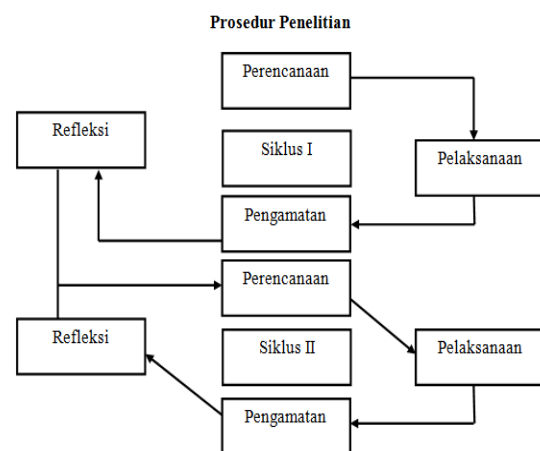 Prosedur Penelitian
Perencanaan
Refleksi
Siklus I
Pelaksanaan
Pengamatan
Perencanaan
Refleksi
Siklus II
Pelaksanaan
Pengamatan